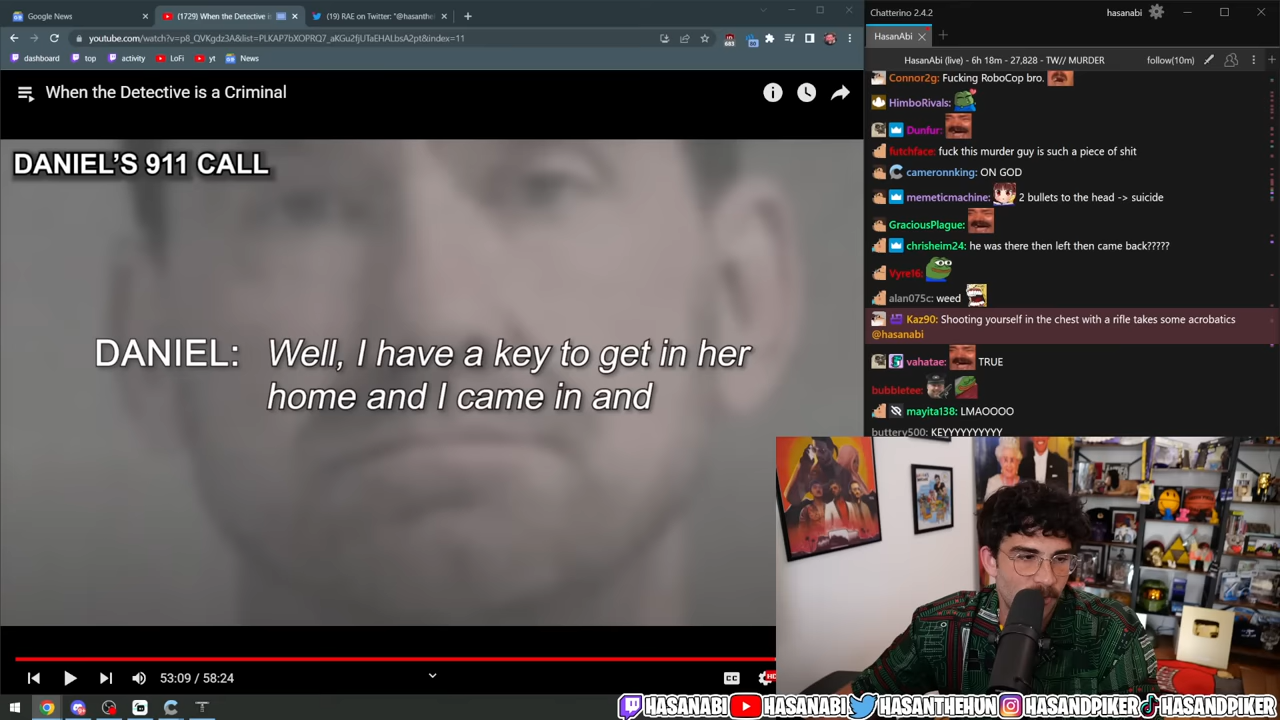 Google News
(1729) When the Detective is
(19) RAE on Twitter: "@hasanthe
youtube.com/watch?v=p8_QVKgdz3A&list=PLKAP7bXOPRQ7_aKGu2fjUTaEHALbsA2pt&index=11
683
dashboard
top
activity
LoFi
yt
News
When the Detective is a Criminal
DANIEL'S 911 CALL
DANIEL: Well, I have a key to get in her
home and I came in and
53:09 / 58:24
CC
HD
Chatterino 2.4.2
hasanabi
HasanAbi
HasanAbi (live) - 6h 18m - 27,828 - TW// MURDER
follow(10m)
Connor2g: Fucking RoboCop bro.
HimboRivals:
Dunfur:
futchface: fuck this murder guy is such a piece of shit
cameronnking: ON GOD
memeticmachine: 2 bullets to the head -> suicide
GraciousPlague:
chrisheim24: he was there then left then came back?????
Vyre16:
alan075c: weed
Kaz90: Shooting yourself in the chest with a rifle takes some acrobatics
@hasanabi
vahatae: TRUE
bubbletee:
mayita138: LMAOOOO
buttery500: KEYYYYYYYYYY
HASANABI
HASANABI
HASANTHEHUN
HASANDPIKER
HASANDPIKER